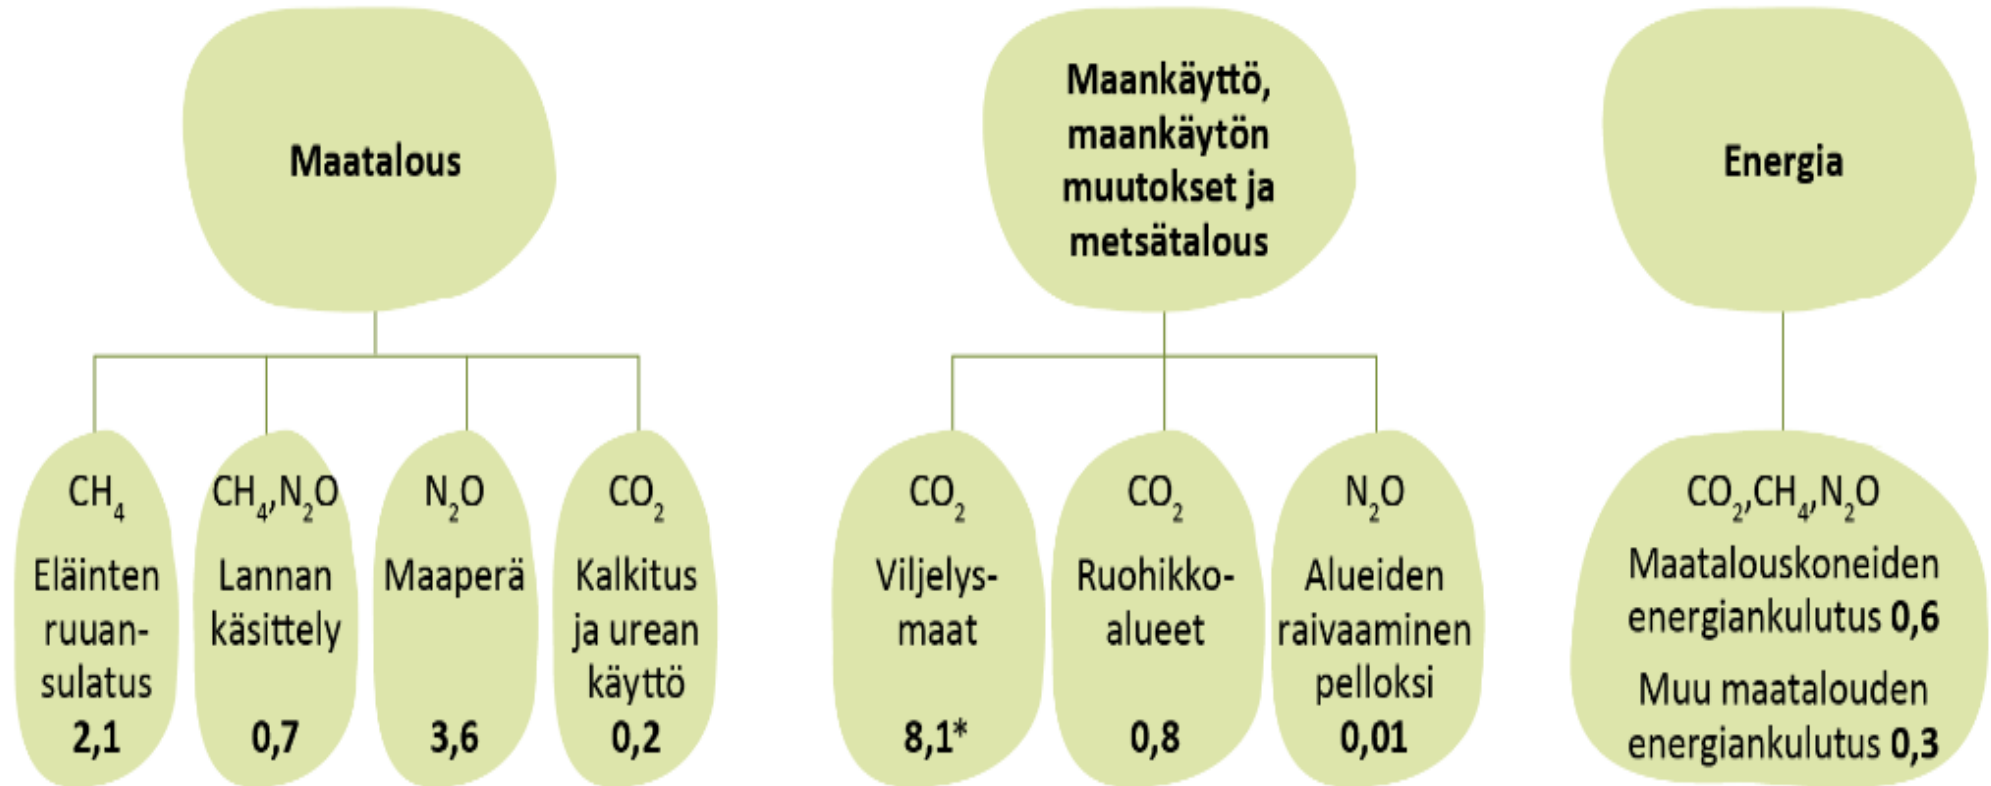 Maatalous
CH₄
Eläinten
ruuan-
sulatus
2,1
CH₄,N₂O
Lannan
käsittely
0,7
N₂O
Maaperä
3,6
CO₂
Kalkitus
ja urean
käyttö
0,2
Maankäyttö,
maankäytön
muutokset ja
metsätalous
CO₂
Viljelys-
maat
8,1*
CO₂
Ruohikko-
alueet
0,8
N₂O
Alueiden
raivaaminen
pelloksi
0,01
Energia
CO₂,CH₄,N₂O
Maatalouskoneiden
energiankulutus 0,6
Muu maatalouden
energiankulutus 0,3